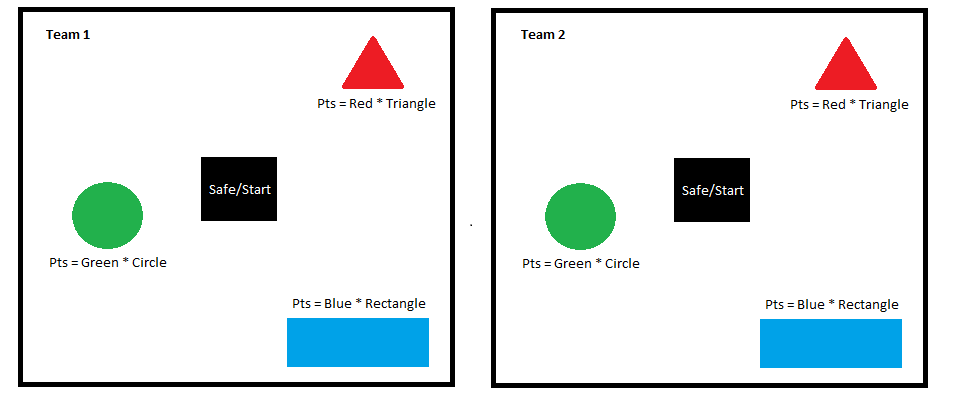 Team 1
Pts = Red * Triangle
Safe/Start
Pts = Green * Circle
Pts = Blue * Rectangle
.
Team 2
Pts = Red * Triangle
Safe/Start
Pts = Green * Circle
Pts = Blue * Rectangle